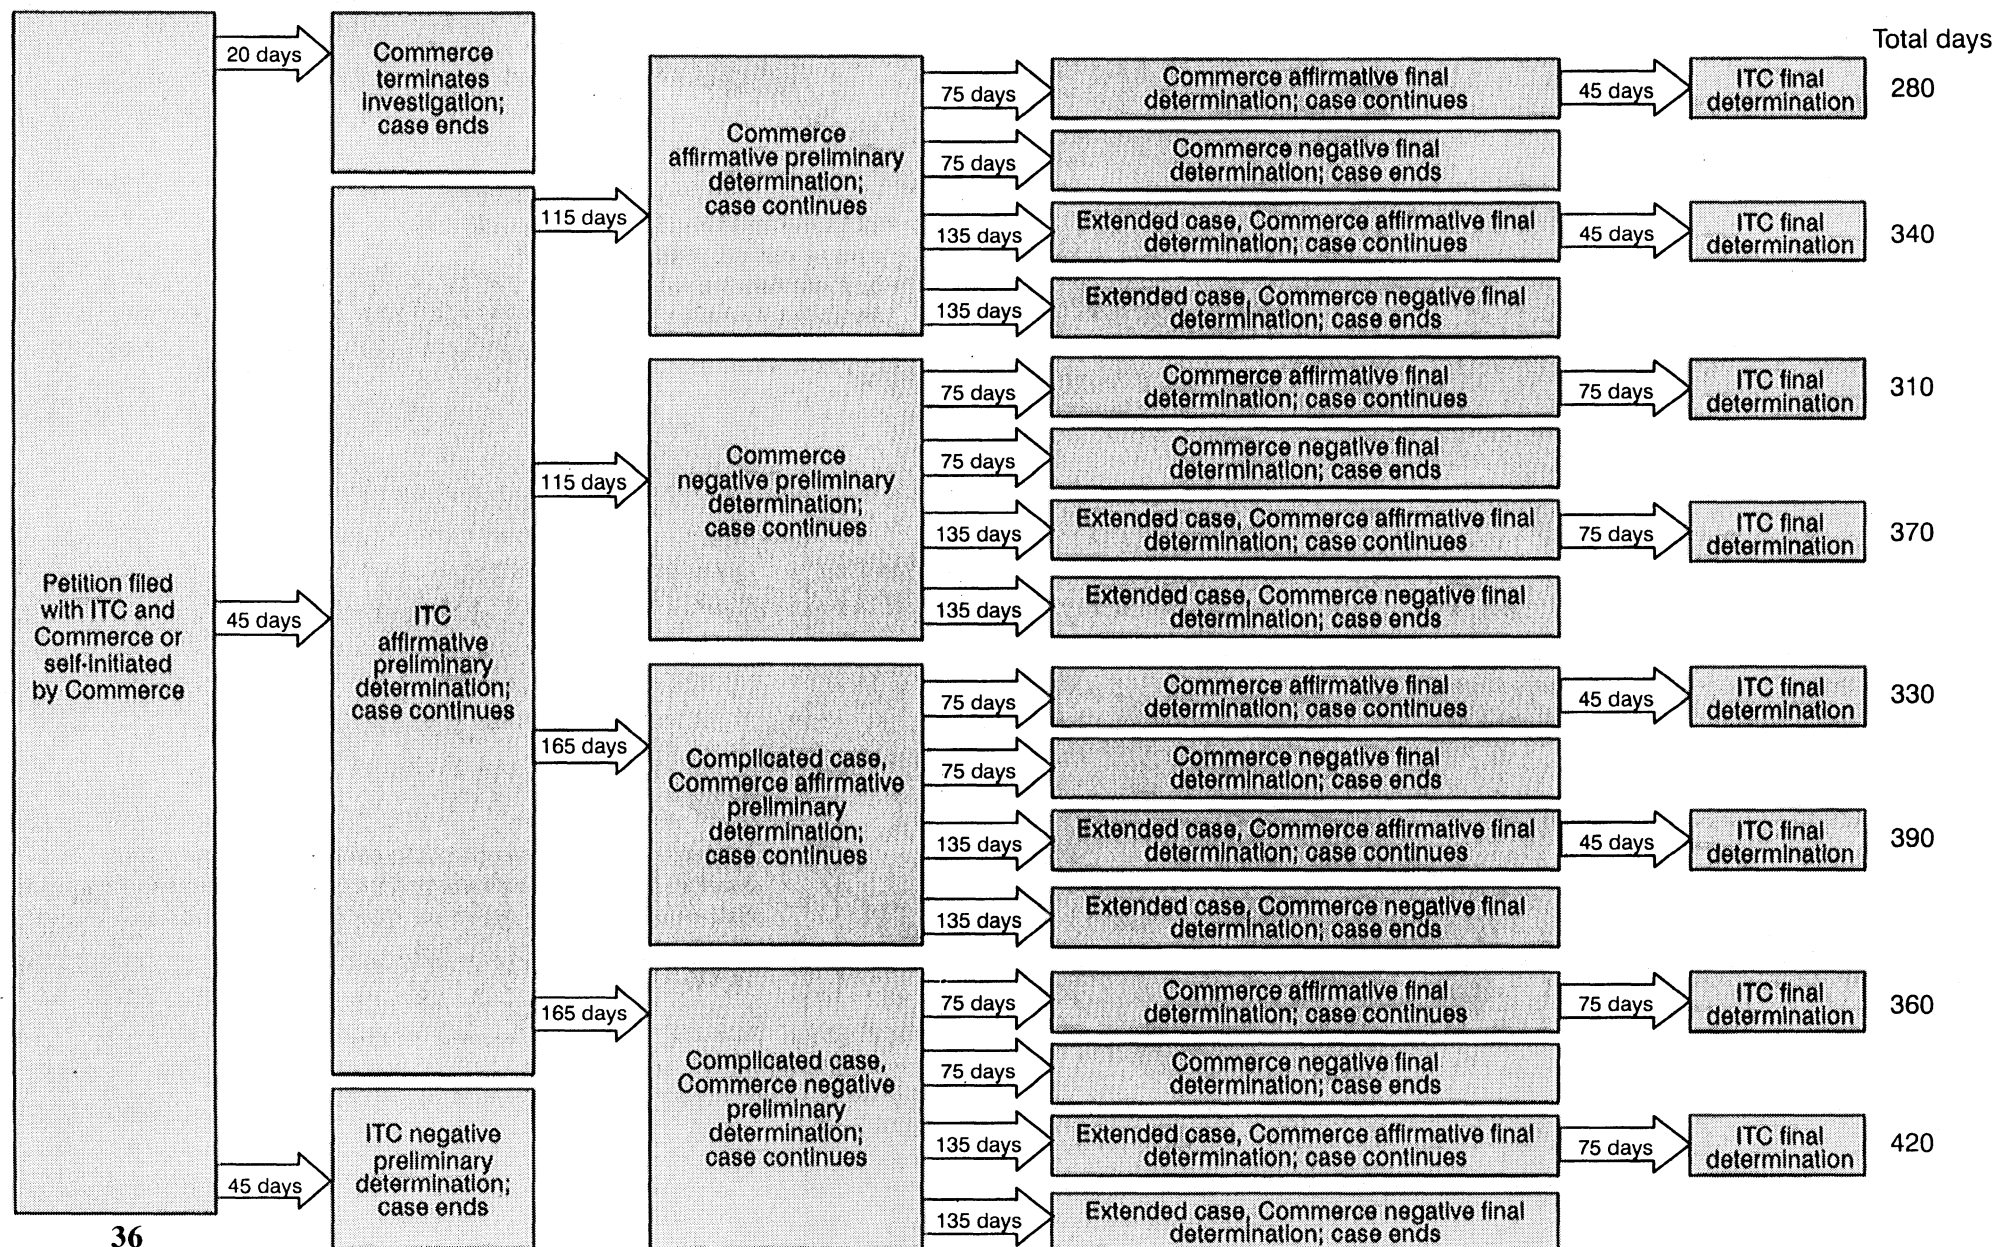 Total days
Petition filed
with ITC and
Commerce or
self-initiated
by Commerce
20 days
Commerce
terminates
investigation;
case ends
45 days
ITC
affirmative
preliminary
determination;
case continues
45 days
ITC negative
preliminary
determination;
case ends
115 days
Commerce
affirmative preliminary
determination;
case continues
75 days
Commerce affirmative final
determination; case continues
45 days
ITC final
determination
280
75 days
Commerce negative final
determination; case ends
135 days
Extended case, Commerce affirmative final
determination; case continues
45 days
ITC final
determination
340
135 days
Extended case, Commerce negative final
determination; case ends
115 days
Commerce
negative preliminary
determination;
case continues
75 days
Commerce affirmative final
determination; case continues
75 days
ITC final
determination
310
75 days
Commerce negative final
determination; case ends
135 days
Extended case, Commerce affirmative final
determination; case continues
75 days
ITC final
determination
370
135 days
Extended case, Commerce negative final
determination; case ends
165 days
Complicated case,
Commerce affirmative
preliminary
determination;
case continues
75 days
Commerce affirmative final
determination; case continues
45 days
ITC final
determination
330
75 days
Commerce negative final
determination; case ends
135 days
Extended case, Commerce affirmative final
determination; case continues
45 days
ITC final
determination
390
135 days
Extended case, Commerce negative final
determination; case ends
165 days
Complicated case,
Commerce negative
preliminary
determination;
case continues
75 days
Commerce affirmative final
determination; case continues
75 days
ITC final
determination
360
75 days
Commerce negative final
determination; case ends
135 days
Extended case, Commerce affirmative final
determination; case continues
75 days
ITC final
determination
420
135 days
Extended case, Commerce negative final
determination; case ends
36